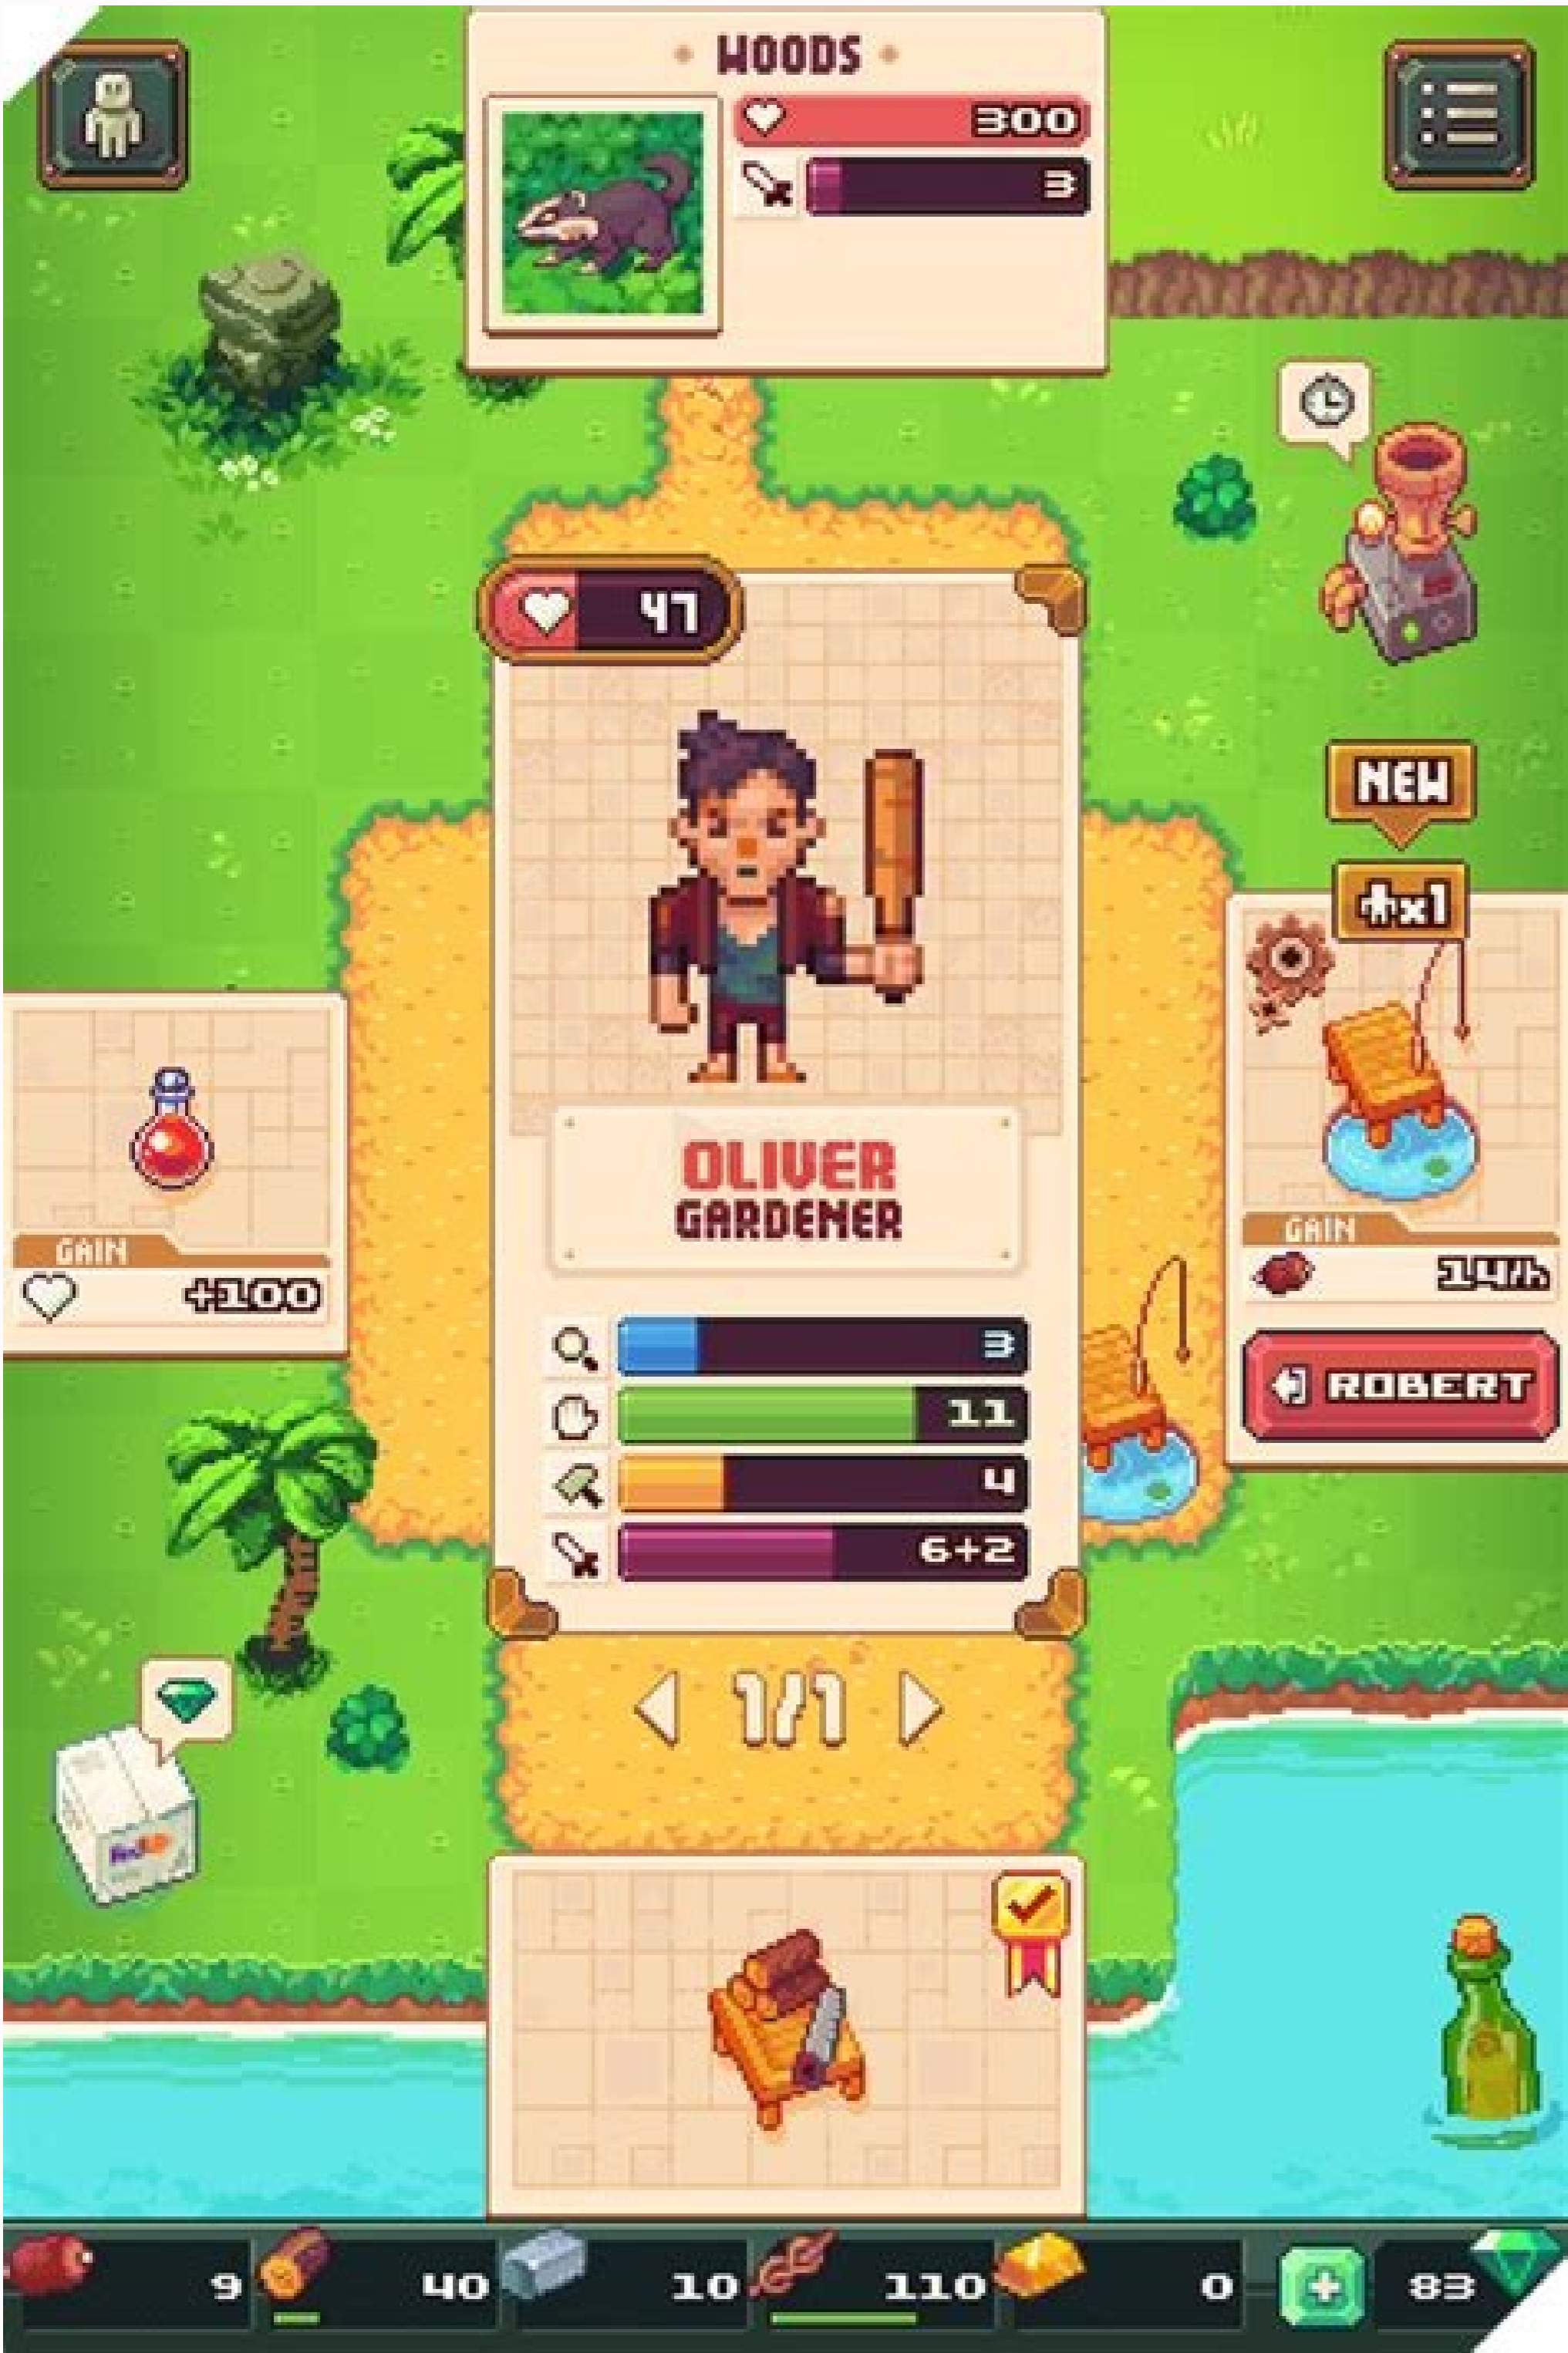 WOODS
300
3
47
NEW
x1
OLIVER
GARDENER
GAIN
+100
GAIN
14/h
ROBERT
3
11
4
6+2
1/1
FedEx
9
40
10
110
0
83